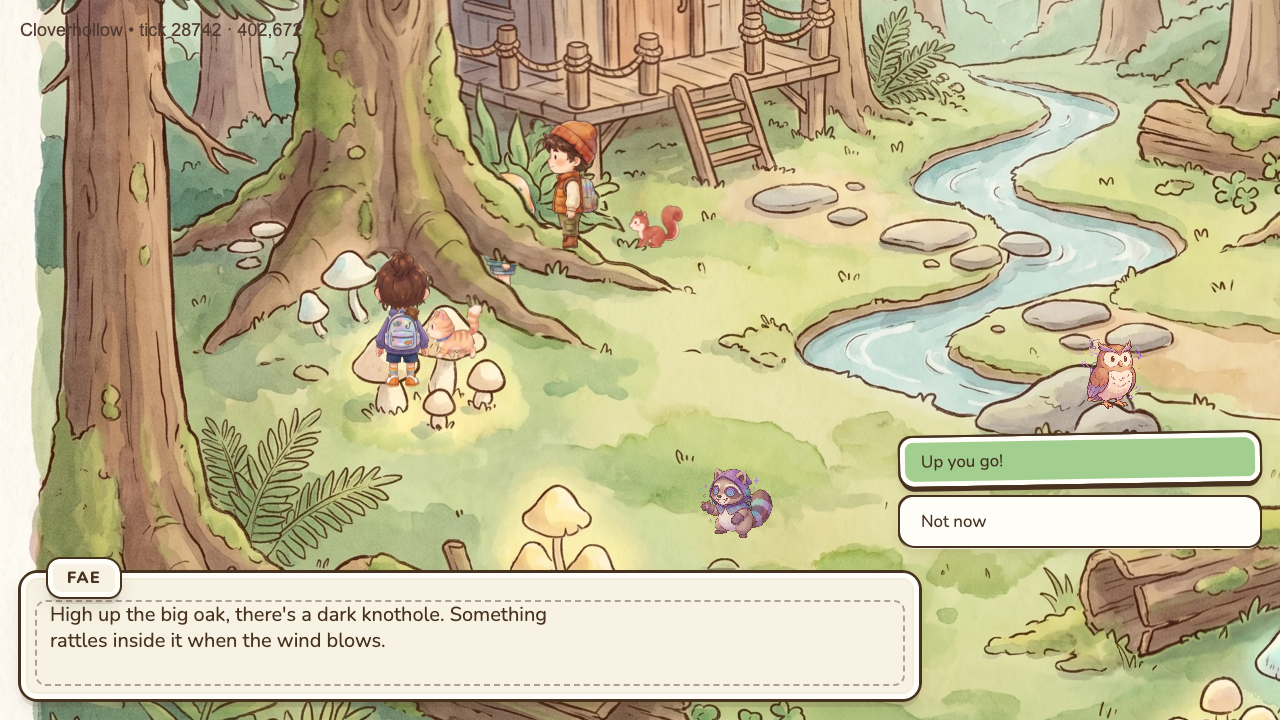 Cloverhollow • tick 28742 · 402,672
Up you go!
Not now
FAE
High up the big oak, there's a dark knothole. Something
rattles inside it when the wind blows.